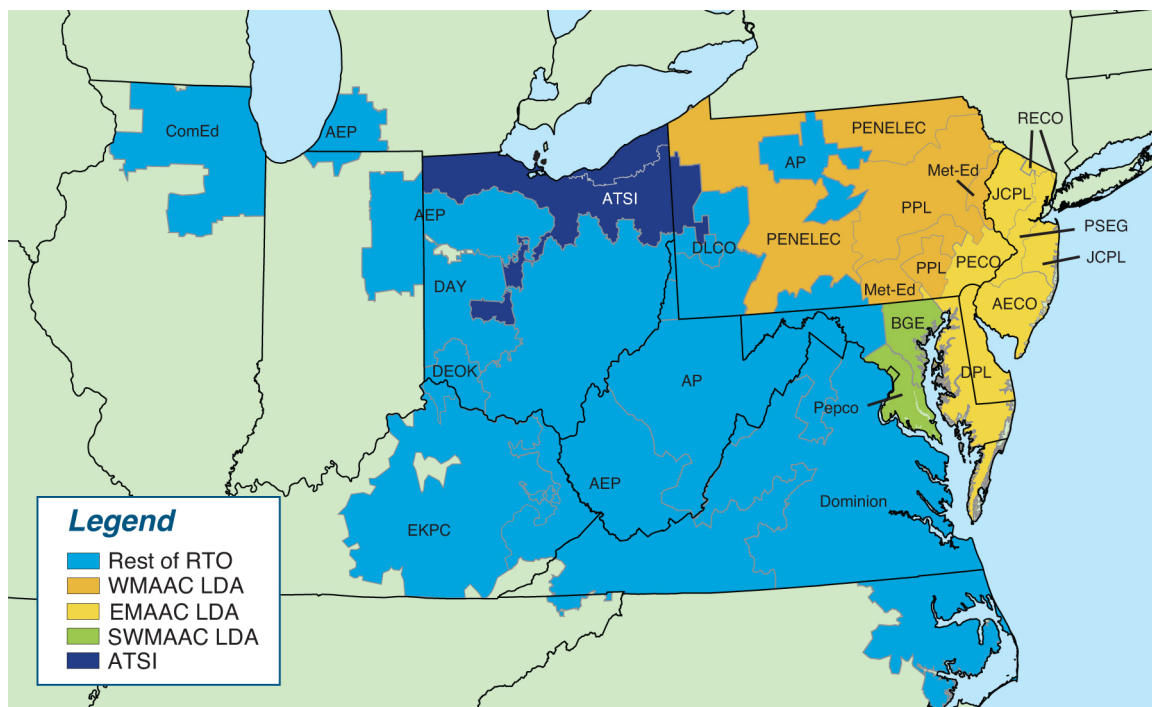 RECO
ComEd
AEP
PENELEC
AP
Met-Ed
ATSI
JCPL
PPL
AEP
PSEG
DLCO
PENELEC
JCPL
PPL
PECO
DAY
Met-Ed
AECO
BGE
DEOK
DPL
AP
Pepco
AEP
Dominion
EKPC
Legend
Rest of RTO
WMAAC LDA
EMAAC LDA
SWMAAC LDA
ATSI